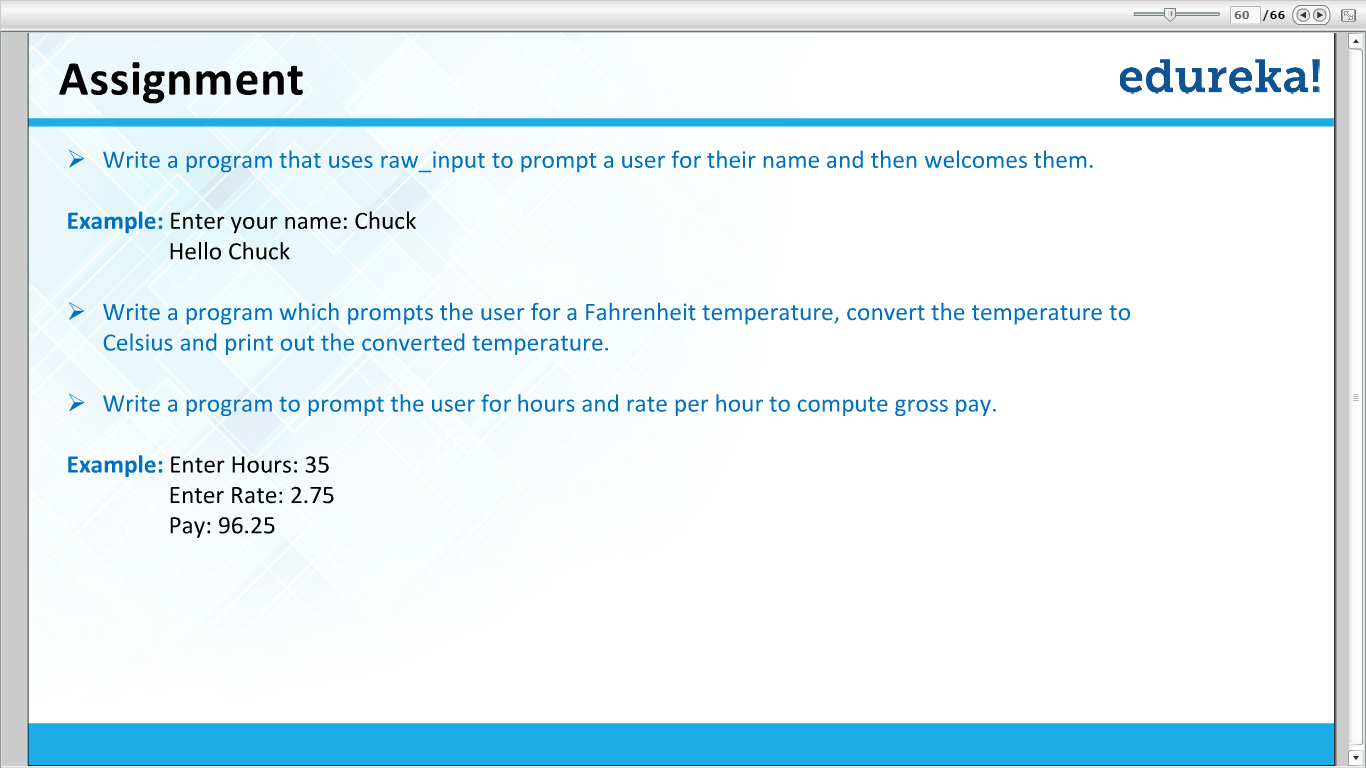 60 /66
Assignment
edureka!
Write a program that uses raw_input to prompt a user for their name and then welcomes them.
Example: Enter your name: Chuck
Hello Chuck
Write a program which prompts the user for a Fahrenheit temperature, convert the temperature to
Celsius and print out the converted temperature.
Write a program to prompt the user for hours and rate per hour to compute gross pay.
Example: Enter Hours: 35
Enter Rate: 2.75
Pay: 96.25